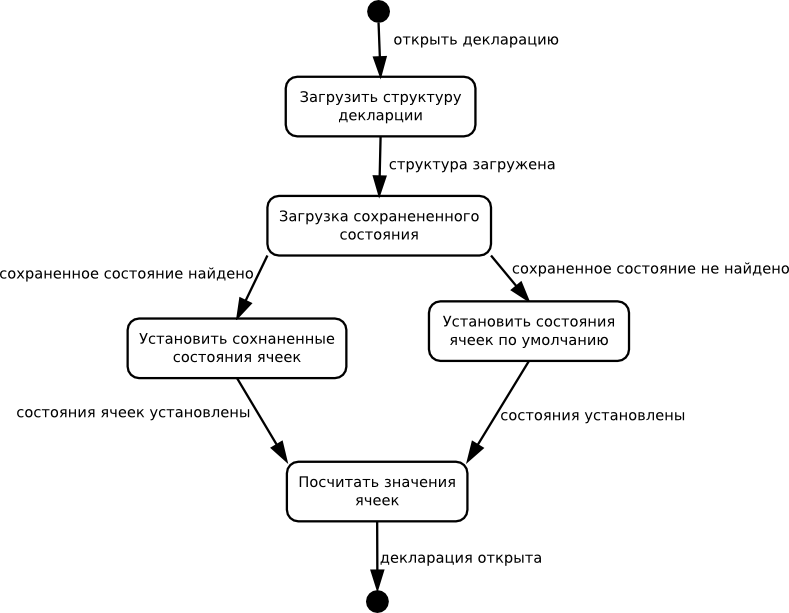 открыть декларацию
Загрузить структуру
декларции
структура загружена
Загрузка сохранененного
состояния
сохраненное состояние найдено
сохраненное состояние не найдено
Установить сохнаненные
состояния ячеек
Установить состояния
ячеек по умолчанию
состояния ячеек установлены
состояния установлены
Посчитать значения
ячеек
декларация открыта